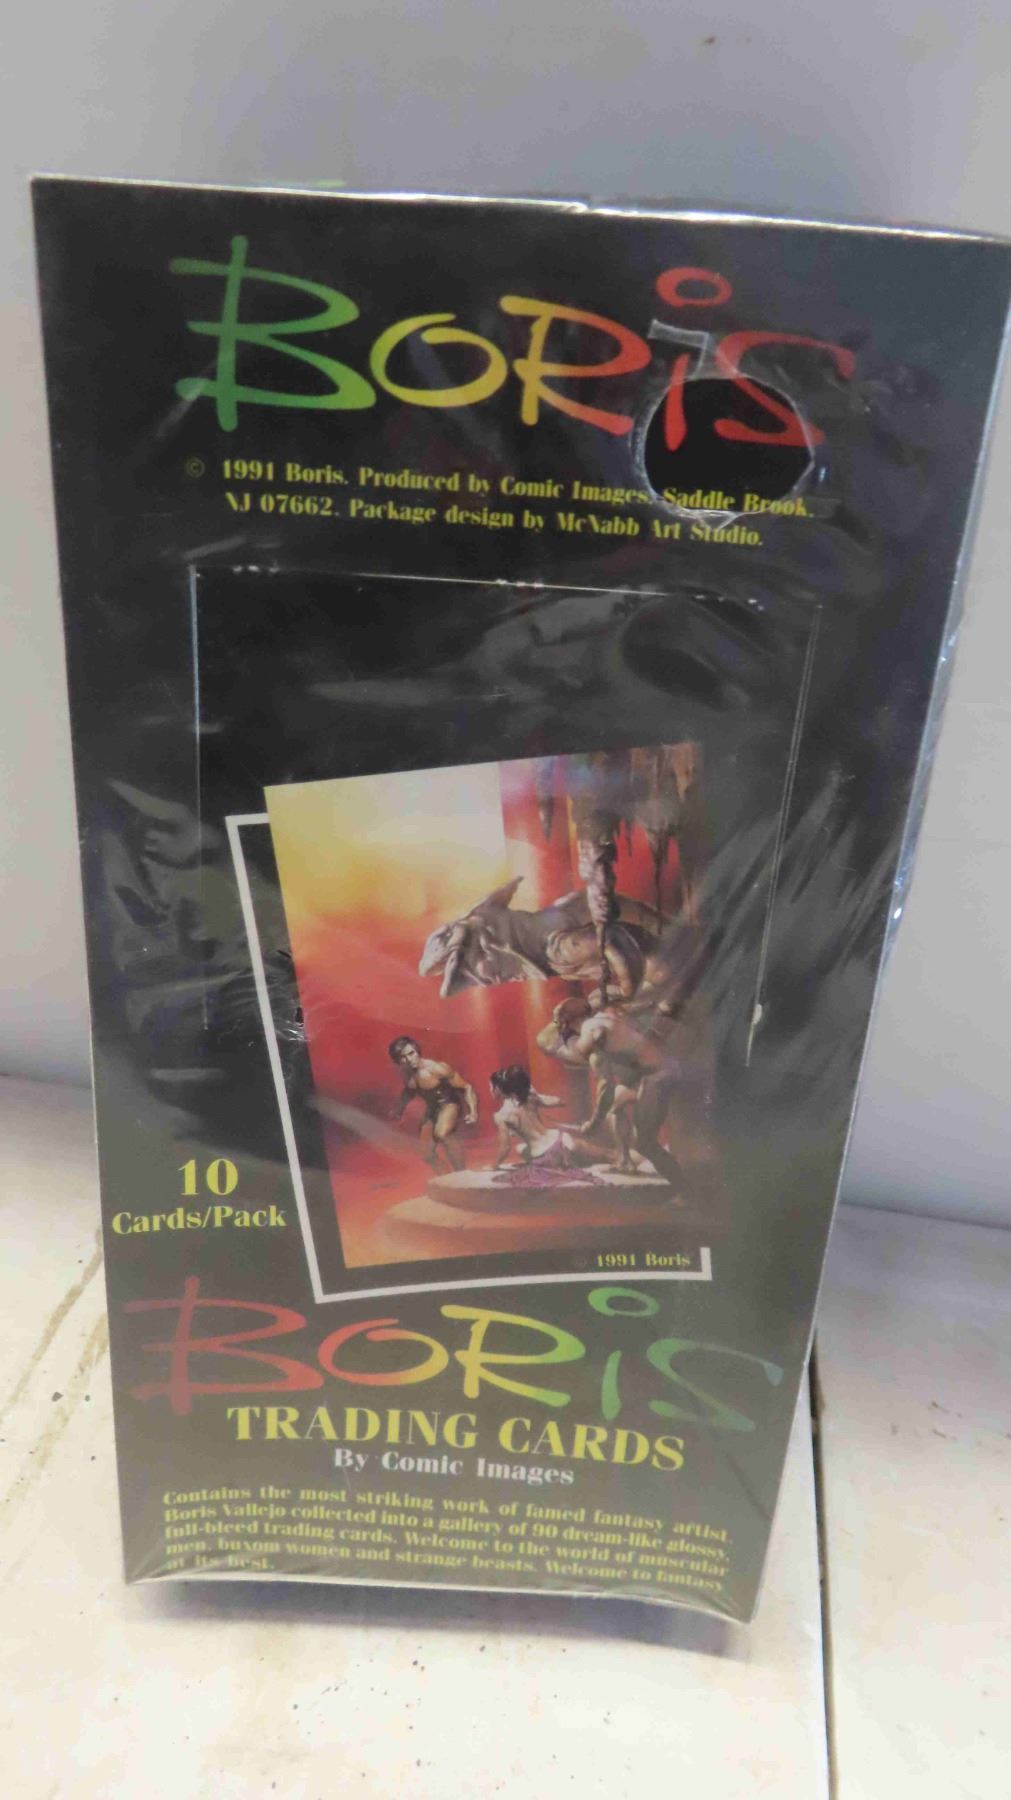 BORiS
© 1991 Boris. Produced by Comic Images. Saddle Brook,
NJ 07662. Package design by McNabb Art Studio.
10
Cards/Pack
© 1991 Boris
BORiS
TRADING CARDS
By Comic Images
Contains the most striking work of famed fantasy artist,
Boris Vallejo collected into a gallery of 90 dream-like glossy,
full-bleed trading cards. Welcome to the world of muscular
men, buxom women and strange beasts. Welcome to fantasy
at its best.